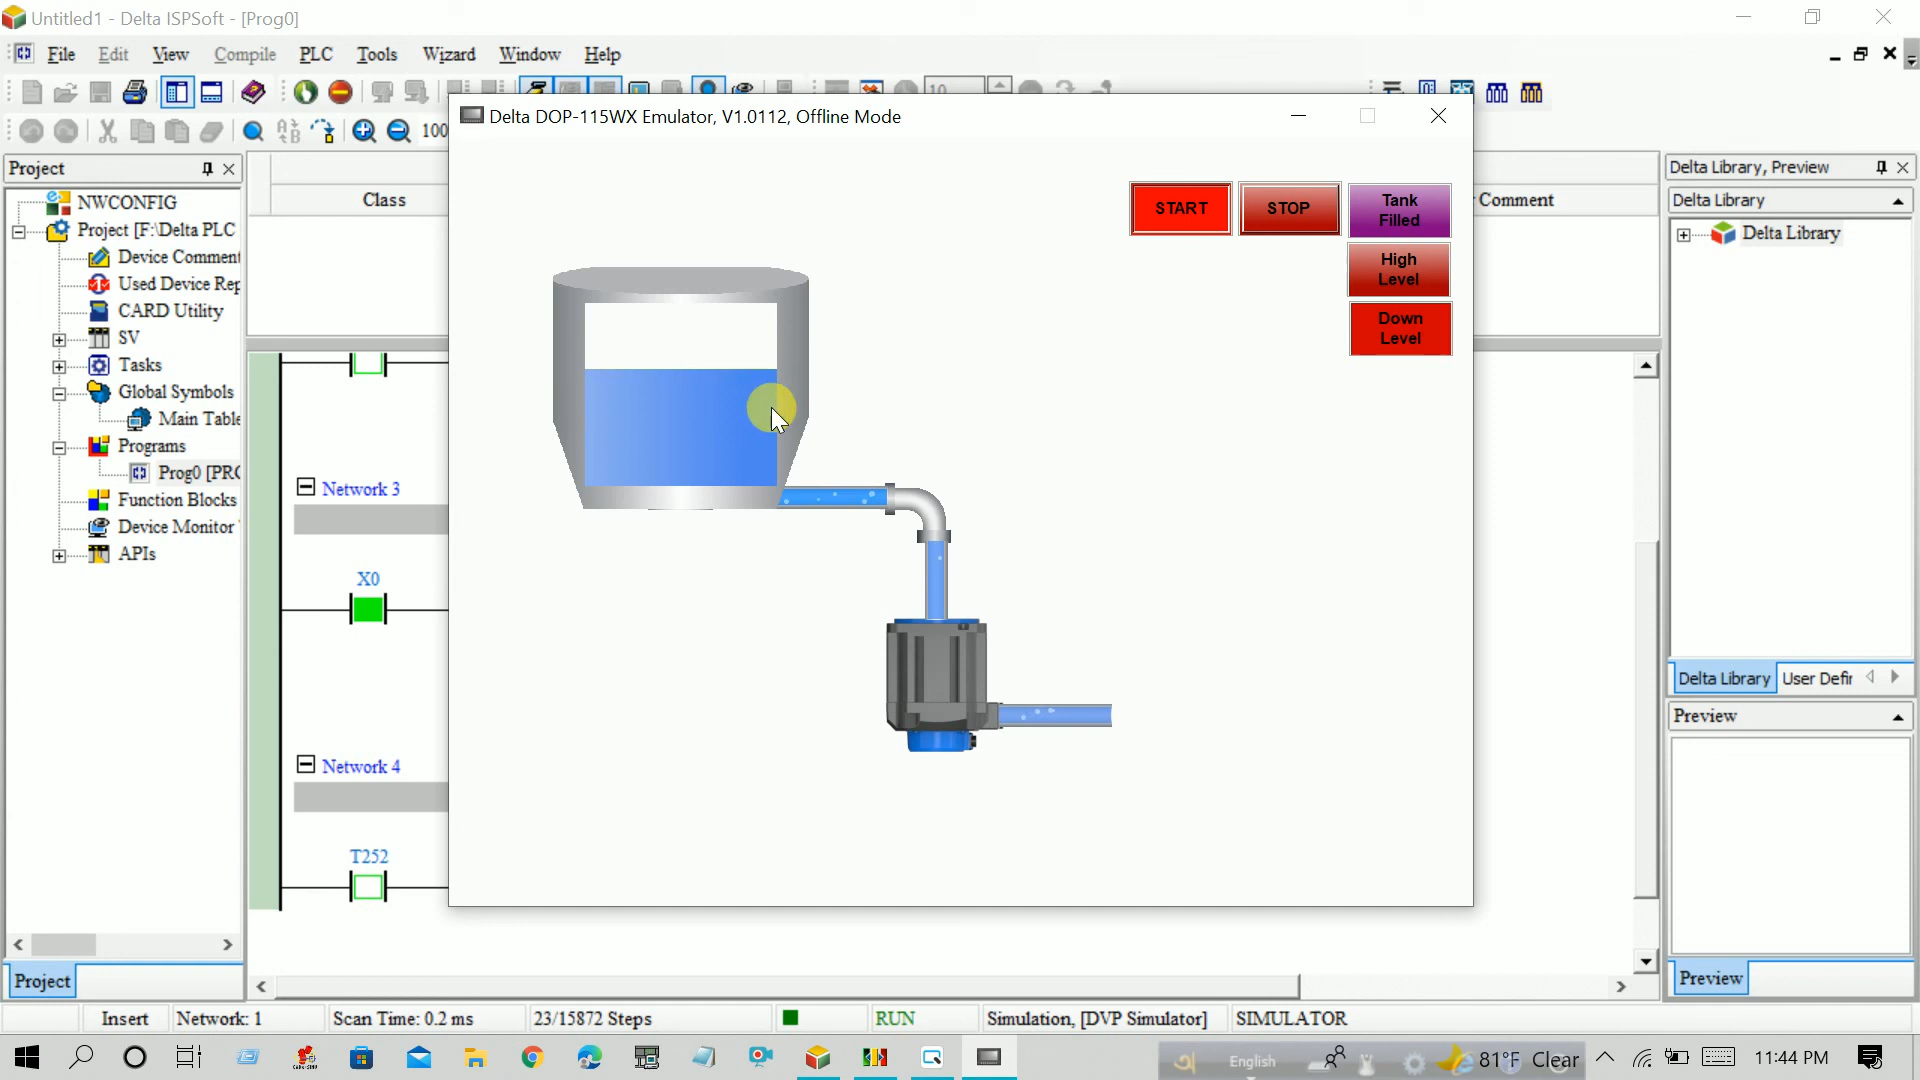 Untitled1 - Delta ISPSoft - [Prog0]
File Edit View Compile PLC Tools Wizard Window Help
10
100
Delta DOP-115WX Emulator, V1.0112, Offline Mode
Project
NWCONFIG
Project [F:\Delta PLC
Device Comment
Used Device Rep
CARD Utility
SV
Tasks
Global Symbols
Main Table
Programs
Prog0 [PRG
Function Blocks
Device Monitor
APIs
Project
Class
Network 3
X0
Network 4
T252
START
STOP
Tank
Filled
High
Level
Down
Level
Comment
Delta Library, Preview
Delta Library
Delta Library
Delta Library User Defir
Preview
Preview
Insert Network: 1 Scan Time: 0.2 ms 23/15872 Steps RUN Simulation, [DVP Simulator] SIMULATOR
English 81°F Clear 11:44 PM